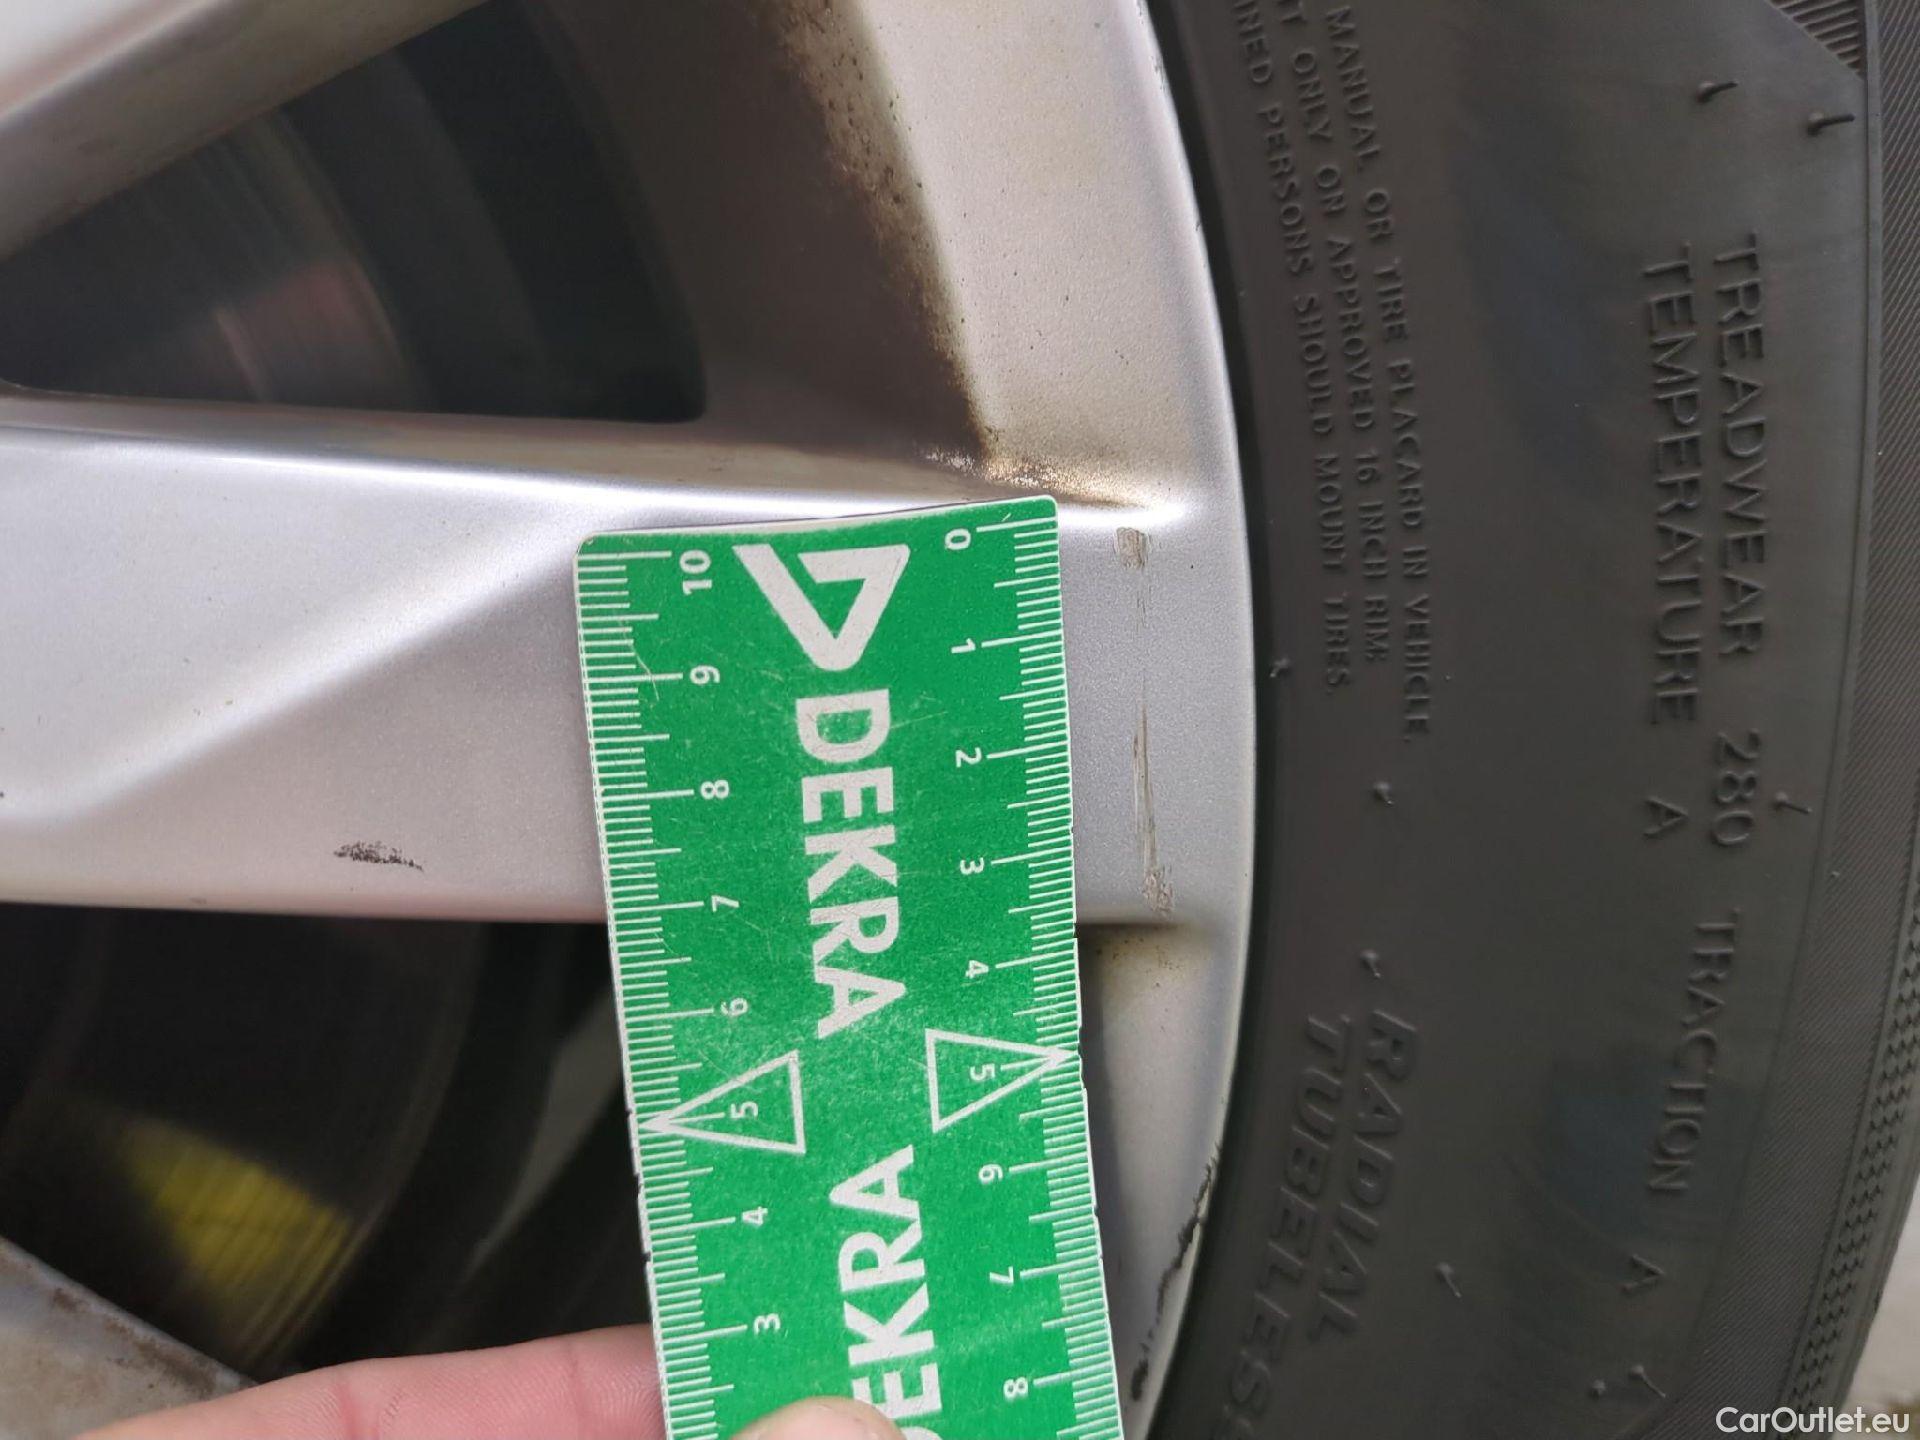 MANUAL OR TIRE PLACARD IN VEHICLE.
T ONLY ON APPROVED 16 INCH RIM.
INED PERSONS SHOULD MOUNT TIRES.
TREADWEAR 280 TRACTION A
TEMPERATURE A
RADIAL
TUBELESS
DEKRA
DEKRA
0 1 2 3 4 5 6 7 8
10 9 8 7 6 5 4 3
CarOutlet.eu